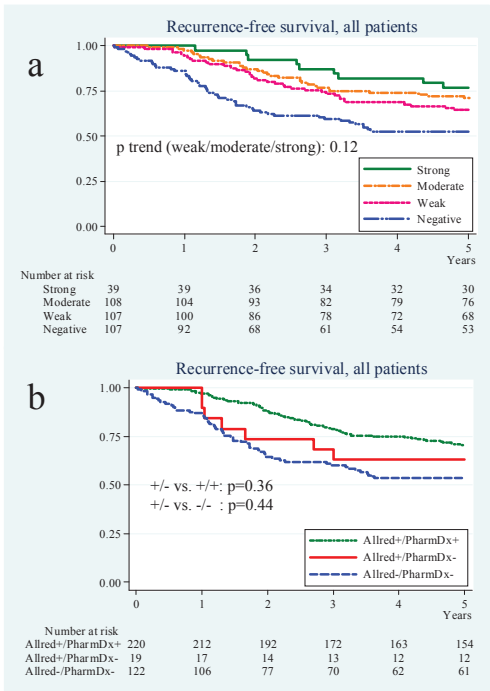 Recurrence-free survival, all patients
a
1.00
0.75
0.50
0.25
0.00
p trend (weak/moderate/strong): 0.12
Strong
Moderate
Weak
Negative
0 1 2 3 4 5
Years
Number at risk
Strong 39 39 36 34 32 30
Moderate 108 104 93 82 79 76
Weak 107 100 86 78 72 68
Negative 107 92 68 61 54 53
Recurrence-free survival, all patients
b
1.00
0.75
0.50
0.25
0.00
+/- vs. +/+: p=0.36
+/- vs. -/- : p=0.44
Allred+/PharmDx+
Allred+/PharmDx-
Allred-/PharmDx-
0 1 2 3 4 5
Years
Number at risk
Allred+/PharmDx+ 220 212 192 172 163 154
Allred+/PharmDx- 19 17 14 13 12 12
Allred-/PharmDx- 122 106 77 70 62 61